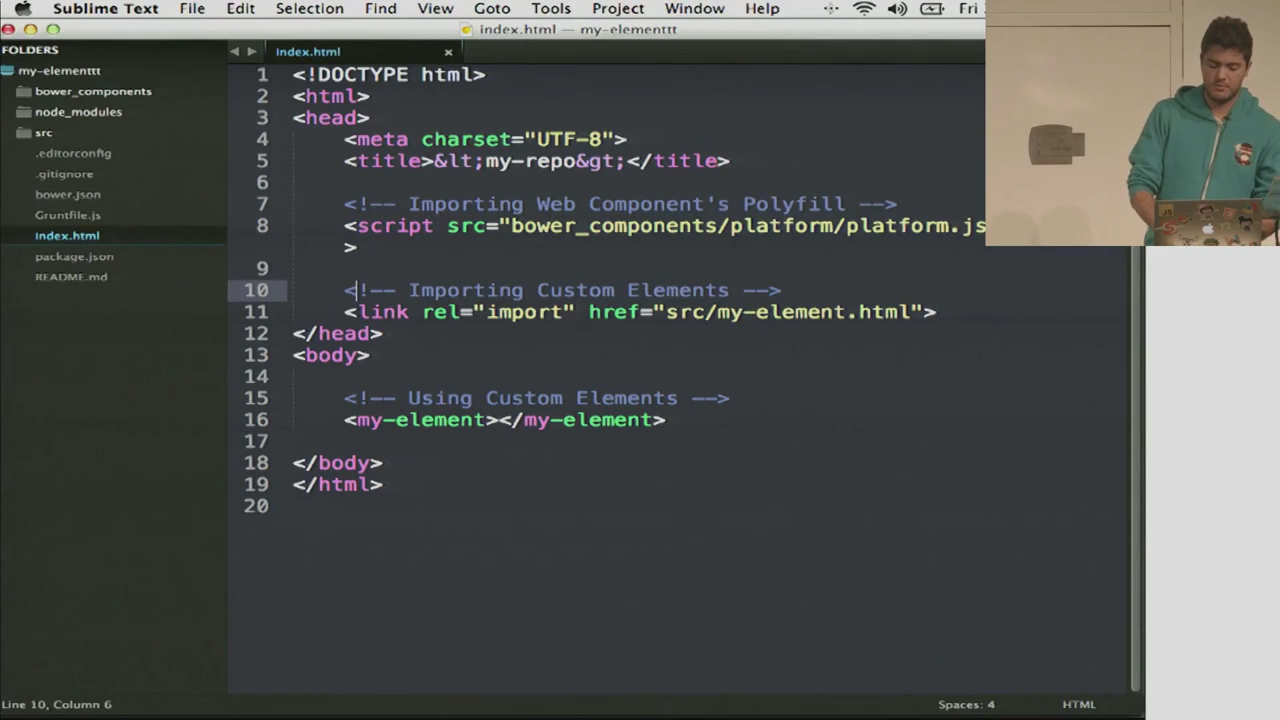 Sublime Text File Edit Selection Find View Goto Tools Project Window Help Fri
index.html — my-elementtt
FOLDERS
my-elementtt
bower_components
node_modules
src
.editorconfig
.gitignore
bower.json
Gruntfile.js
index.html
package.json
README.md
index.html
1 <!DOCTYPE html>
2 <html>
3 <head>
4 <meta charset="UTF-8">
5 <title>&lt;my-repo&gt;</title>
6
7 <!-- Importing Web Component's Polyfill -->
8 <script src="bower_components/platform/platform.js
>
9
10 <!-- Importing Custom Elements -->
11 <link rel="import" href="src/my-element.html">
12 </head>
13 <body>
14
15 <!-- Using Custom Elements -->
16 <my-element></my-element>
17
18 </body>
19 </html>
20
Line 10, Column 6 Spaces: 4 HTML